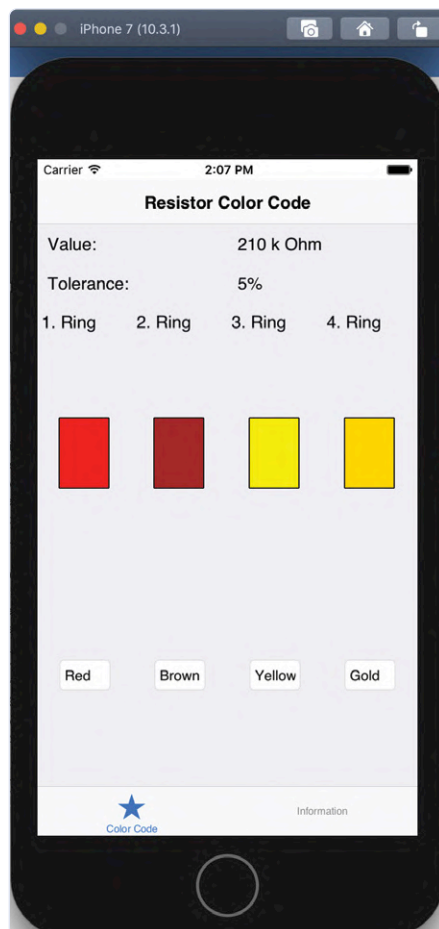 iPhone 7 (10.3.1)
Carrier 2:07 PM
Resistor Color Code
Value: 210 k Ohm
Tolerance: 5%
1. Ring 2. Ring 3. Ring 4. Ring
Red Brown Yellow Gold
Color Code Information